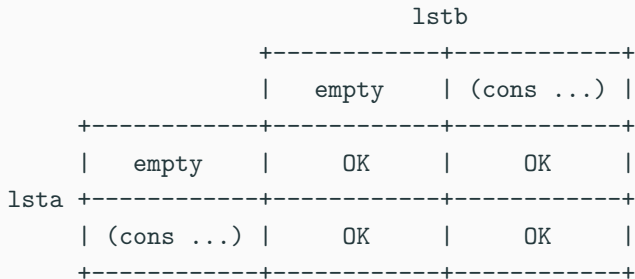 lstb
                +-----------+-----------+
                |   empty   | (cons ...) |
     +-----------+-----------+-----------+
     |   empty   |     OK    |     OK    |
lsta +-----------+-----------+-----------+
     | (cons ...) |     OK    |     OK    |
     +-----------+-----------+-----------+